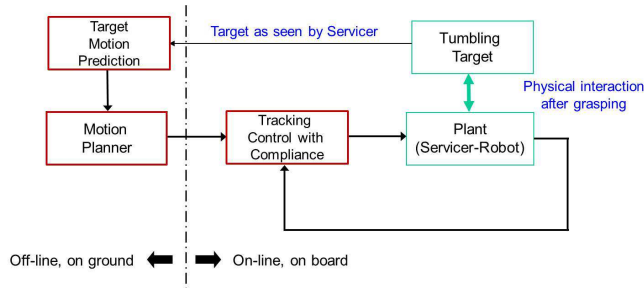 Target
Motion
Prediction
Target as seen by Servicer
Tumbling
Target
Physical interaction
after grasping
Motion
Planner
Tracking
Control with
Compliance
Plant
(Servicer-Robot)
Off-line, on ground
On-line, on board